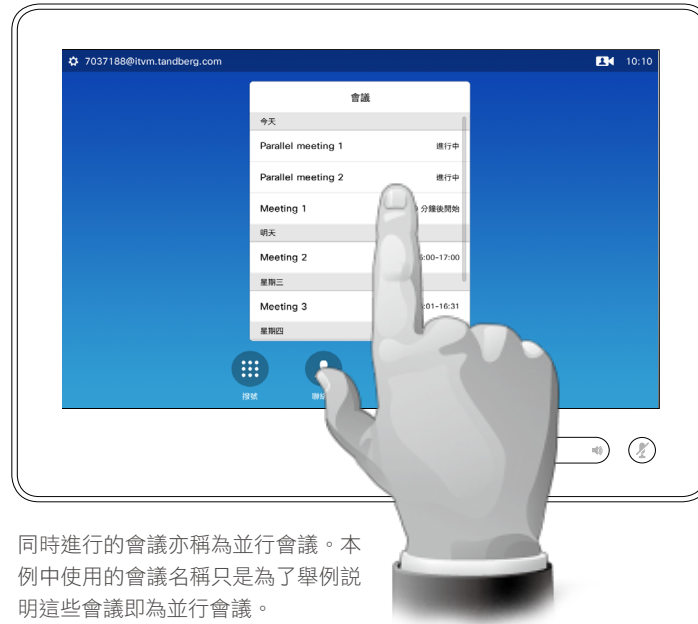 7037188@itvm.tandberg.com 10:10
會議
今天
Parallel meeting 1 進行中
Parallel meeting 2 進行中
Meeting 1 分鐘後開始
明天
Meeting 2 :00-17:00
星期三
Meeting 3 :01-16:31
星期四
撥號
同時進行的會議亦稱為並行會議。本
例中使用的會議名稱只是為了舉例説
明這些會議即為並行會議。